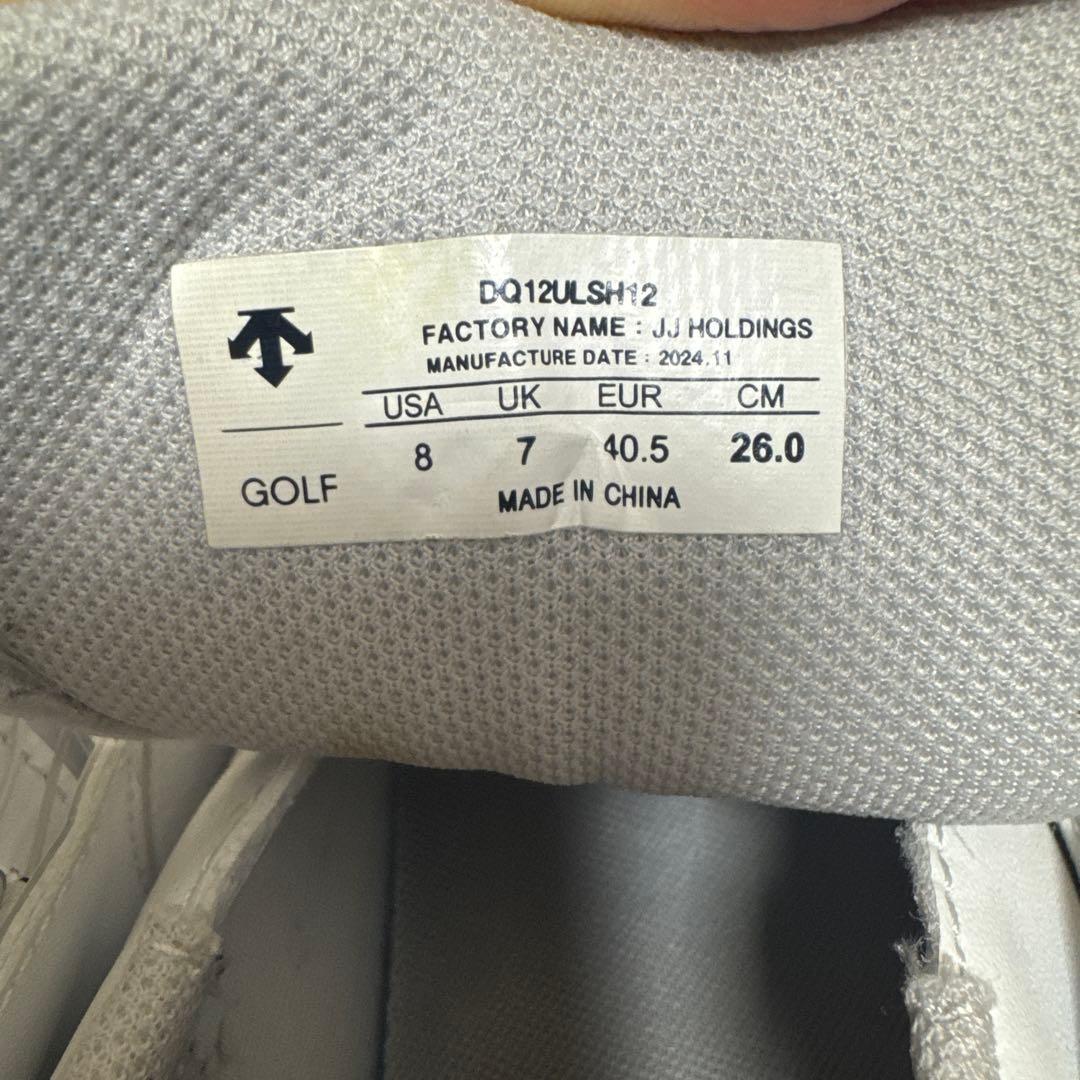 DQ12ULSH12
FACTORY NAME : JJ HOLDINGS
MANUFACTURE DATE : 2024.11
USA UK EUR CM
8 7 40.5 26.0
MADE IN CHINA
GOLF